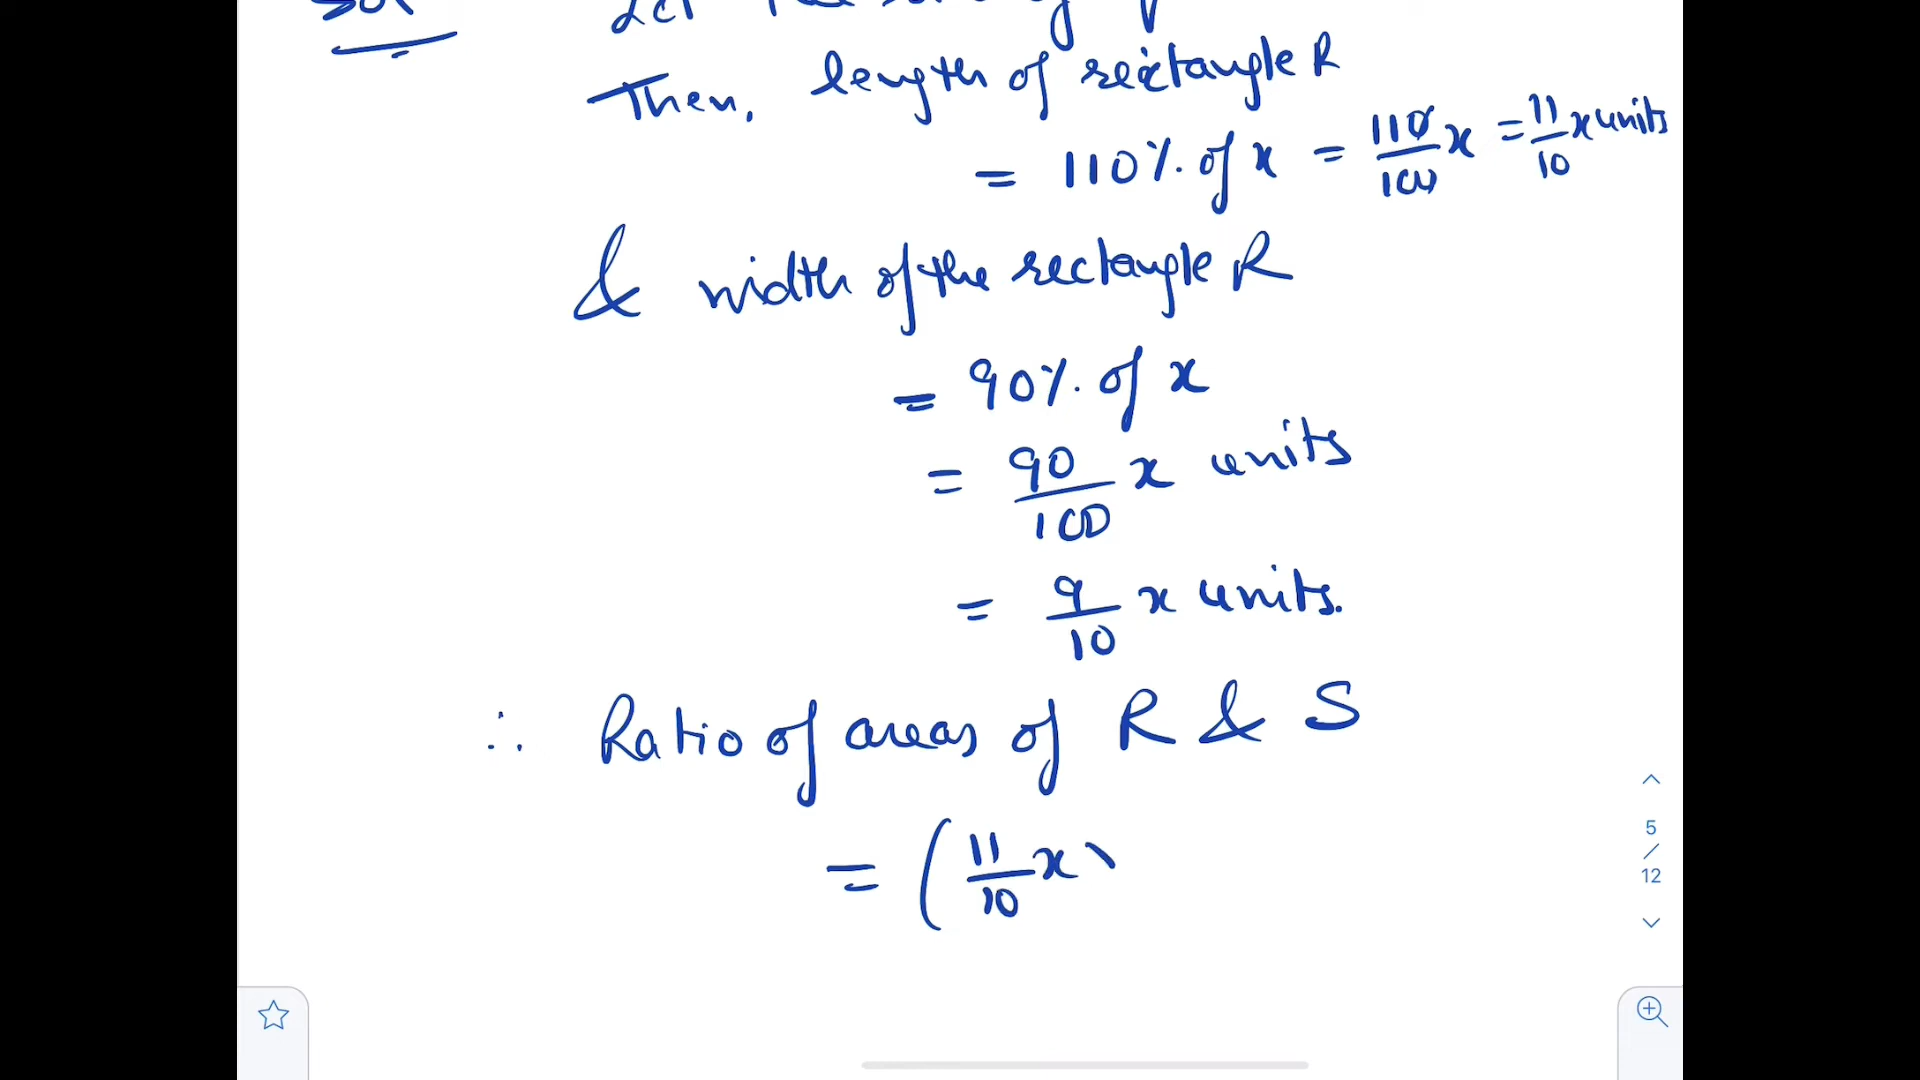 Then, length of rectangle R
= 110% of x = 110/100 x = 11/10 x units
& width of the rectangle R
= 90% of x
= 90/100 x units
= 9/10 x units.
∴ Ratio of areas of R & S
= (11/10 x
5
/
12